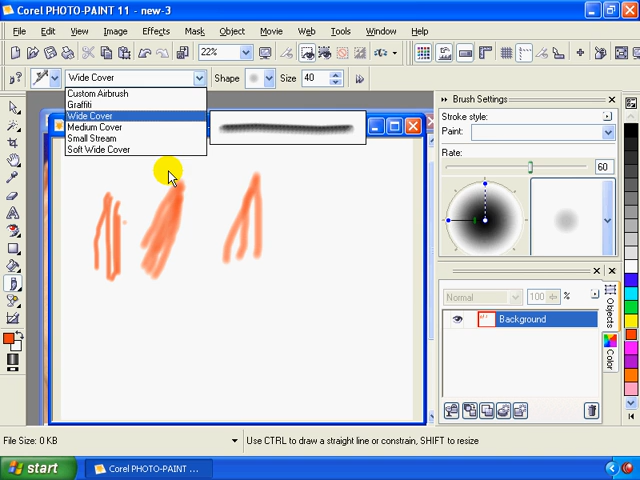 Corel PHOTO-PAINT 11 - new-3
File Edit View Image Effects Mask Object Movie Web Tools Window Help
22%
Wide Cover Shape Size 40
Custom Airbrush
Graffiti
Wide Cover
Medium Cover
Small Stream
Soft Wide Cover
Brush Settings
Stroke style:
Paint:
Rate:
60
Normal 100 %
Background
Objects
Color
File Size: 0 KB Use CTRL to draw a straight line or constrain, SHIFT to resize
start Corel PHOTO-PAINT ...